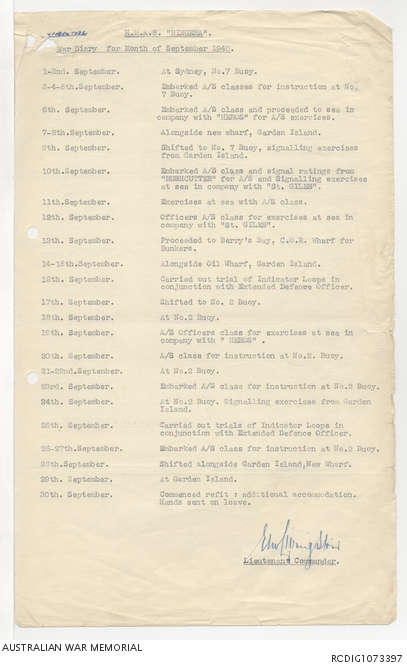 H.M.A.S. "
War Diary for Month of September 1940.
1-2nd. September. At Sydney, No.7 Buoy.
3-4-5th.September. Embarked A/S classes for instruction at No.
7 Buoy.
6th. September. Embarked A/S class and proceeded to sea in
company with "HEROS" for A/S exercises.
7-8th.September. Alongside new wharf, Garden Island.
9th. September. Shifted to No. 7 Buoy, signalling exercises
from Garden Island.
10th. September. Embarked A/S class and signal ratings from
for A/S and Signalling exercises
at sea in company with "St. GILES".
11th. September. Exercises at sea with A/S class.
12th. September. Officers A/S class for exercises at sea in
company with "St. GILES".
13th. September. Proceeded to Berry's Bay, C.O.R. Wharf for
Bunkers.
14-15th.September. Alongside Oil Wharf, Garden Island.
16th. September. Carried out trial of Indicator Loops in
conjunction with Extended Defence Officer.
17th. September. Shifted to No. 2 Buoy.
18th. September. At No.2 Buoy.
19th. September. A/S Officers class for exercises at sea in
company with " HEROS" .
20th. September. A/S class for instruction at No.2. Buoy.
21-22nd.September. At No.2 Buoy.
23rd. September. Embarked A/S class for instruction at No.2 Buoy.
24th. September. At No.2 Buoy. Signalling exercises from Garden
Island.
25th. September. Carried out trials of Indicator Loops in
conjunction with Extended Defence Officer.
26-27th.September. Embarked A/S class for instruction at No.2 Buoy.
28th.September. Shifted alongside Garden Island,New Wharf.
29th. September. At Garden Island.
30th. September. Commenced refit : additional accomodation.
Hands sent on leave.
Lieutenant Commander.
AUSTRALIAN WAR MEMORIAL
RCDIG1073397